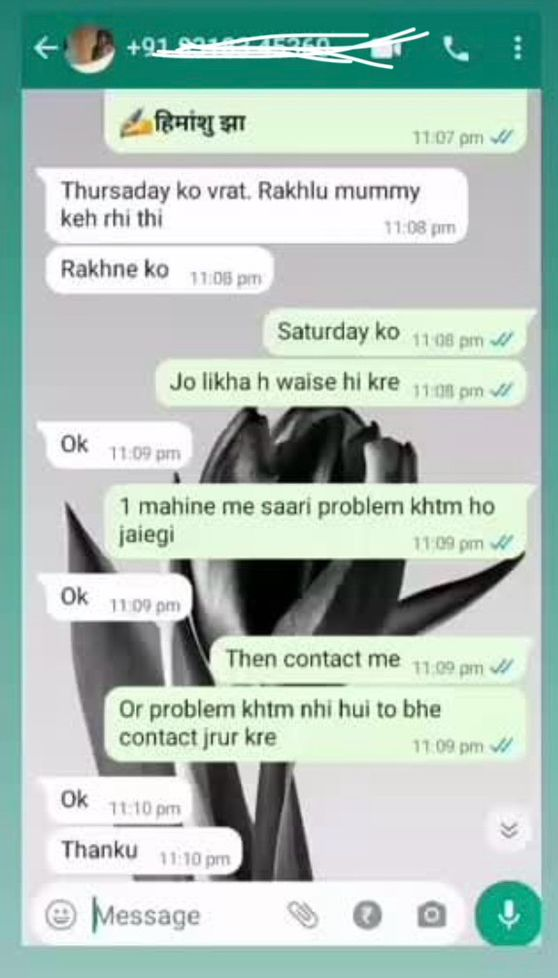 +91
✍️हिमांशु झा
11:07 pm
Thursaday ko vrat. Rakhlu mummy
keh rhi thi
11:08 pm
Rakhne ko 11:08 pm
Saturday ko 11:08 pm
Jo likha h waise hi kre 11:08 pm
Ok 11:09 pm
1 mahine me saari problem khtm ho
jaiegi
11:09 pm
Ok 11:09 pm
Then contact me 11:09 pm
Or problem khtm nhi hui to bhe
contact jrur kre
11:09 pm
Ok 11:10 pm
Thanku 11:10 pm
Message